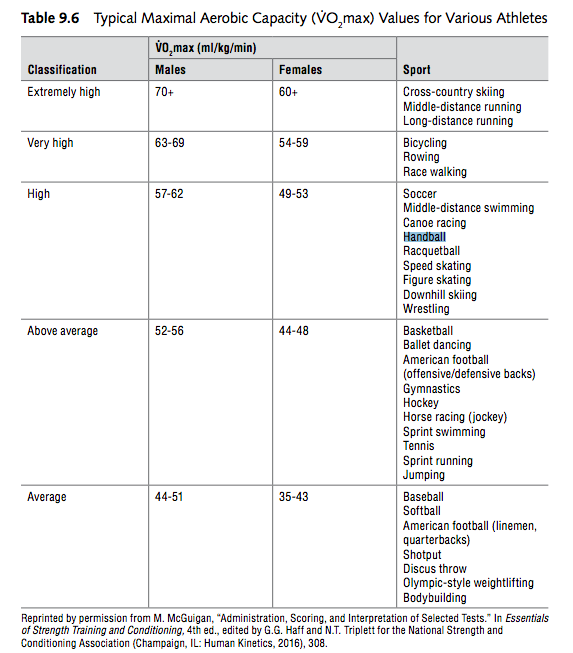 Table 9.6 Typical Maximal Aerobic Capacity (V̇O₂max) Values for Various Athletes
V̇O₂max (ml/kg/min)
Classification Males Females Sport
Extremely high 70+ 60+ Cross-country skiing
Middle-distance running
Long-distance running
Very high 63-69 54-59 Bicycling
Rowing
Race walking
High 57-62 49-53 Soccer
Middle-distance swimming
Canoe racing
Handball
Racquetball
Speed skating
Figure skating
Downhill skiing
Wrestling
Above average 52-56 44-48 Basketball
Ballet dancing
American football
(offensive/defensive backs)
Gymnastics
Hockey
Horse racing (jockey)
Sprint swimming
Tennis
Sprint running
Jumping
Average 44-51 35-43 Baseball
Softball
American football (linemen,
quarterbacks)
Shotput
Discus throw
Olympic-style weightlifting
Bodybuilding
Reprinted by permission from M. McGuigan, “Administration, Scoring, and Interpretation of Selected Tests.” In Essentials
of Strength Training and Conditioning, 4th ed., edited by G.G. Haff and N.T. Triplett for the National Strength and
Conditioning Association (Champaign, IL: Human Kinetics, 2016), 308.